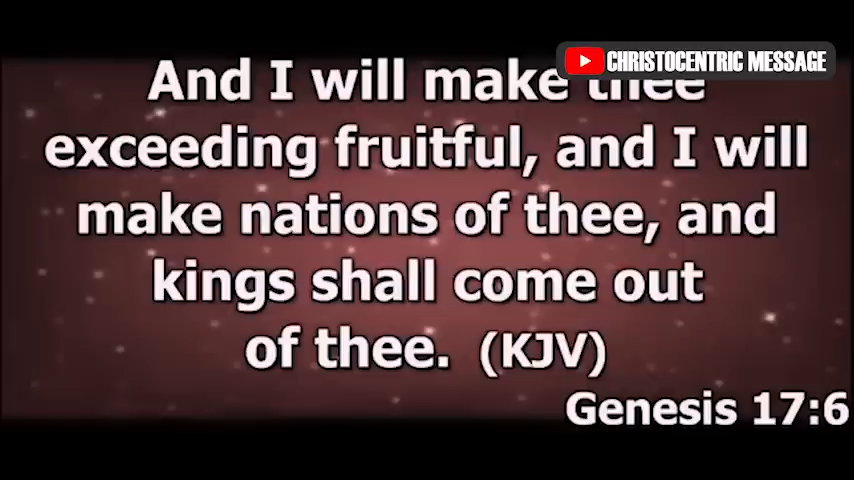 CHRISTOCENTRIC MESSAGE
And I will make thee
exceeding fruitful, and I will
make nations of thee, and
kings shall come out
of thee. (KJV)
Genesis 17:6